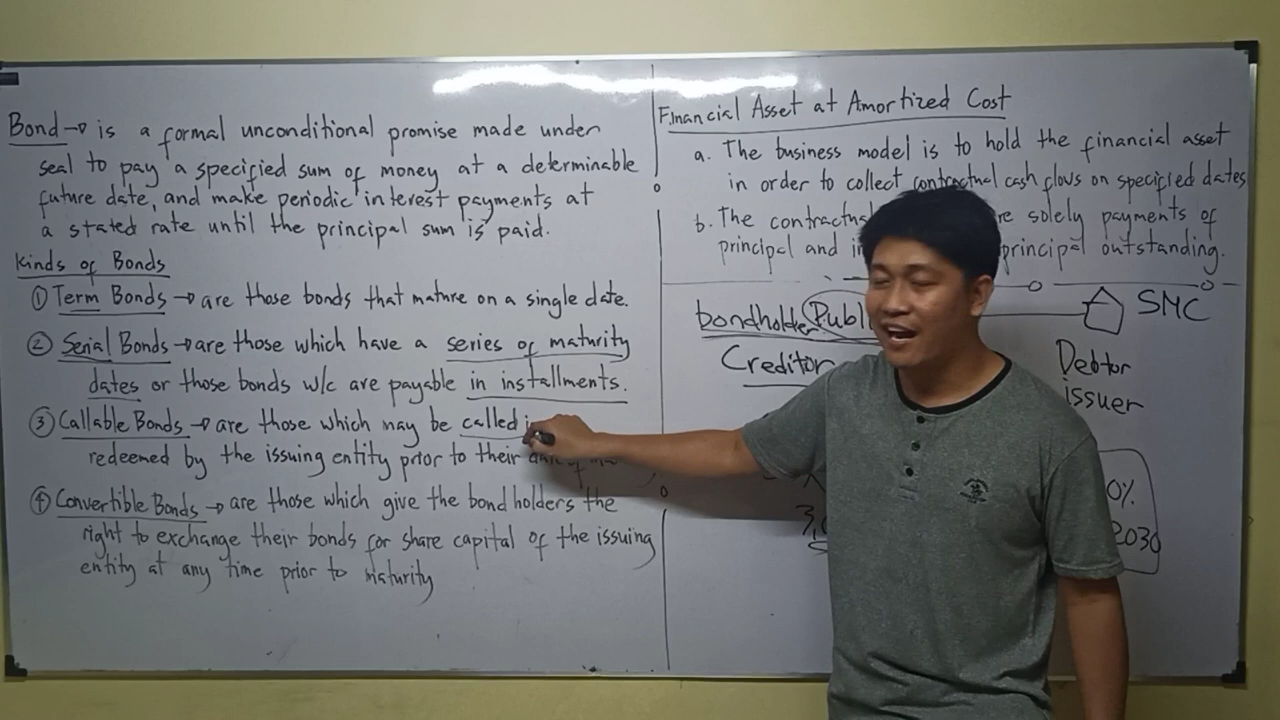 Bond → is a formal unconditional promise made under
seal to pay a specified sum of money at a determinable
future date, and make periodic interest payments at
a stated rate until the principal sum is paid.
Kinds of Bonds
① Term Bonds → are those bonds that mature on a single date.
② Serial Bonds → are those which have a series of maturity
dates or those bonds w/c are payable in installments.
③ Callable Bonds → are those which may be called
redeemed by the issuing entity prior to their
④ Convertible Bonds → are those which give the bond holders the
right to exchange their bonds for share capital of the issuing
entity at any time prior to maturity
Financial Asset at Amortized Cost
a. The business model is to hold the financial asset
in order to collect contractual cash flows on specified dates
b. The solely payments of
principal and principal outstanding.
bondholder SMC
Creditor Debtor
issuer
0%
2030